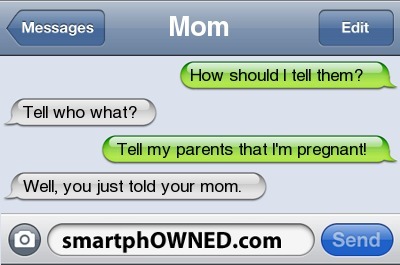 Messages
Mom
Edit
How should I tell them?
Tell who what?
Tell my parents that I'm pregnant!
Well, you just told your mom.
smartphOWNED.com
Send